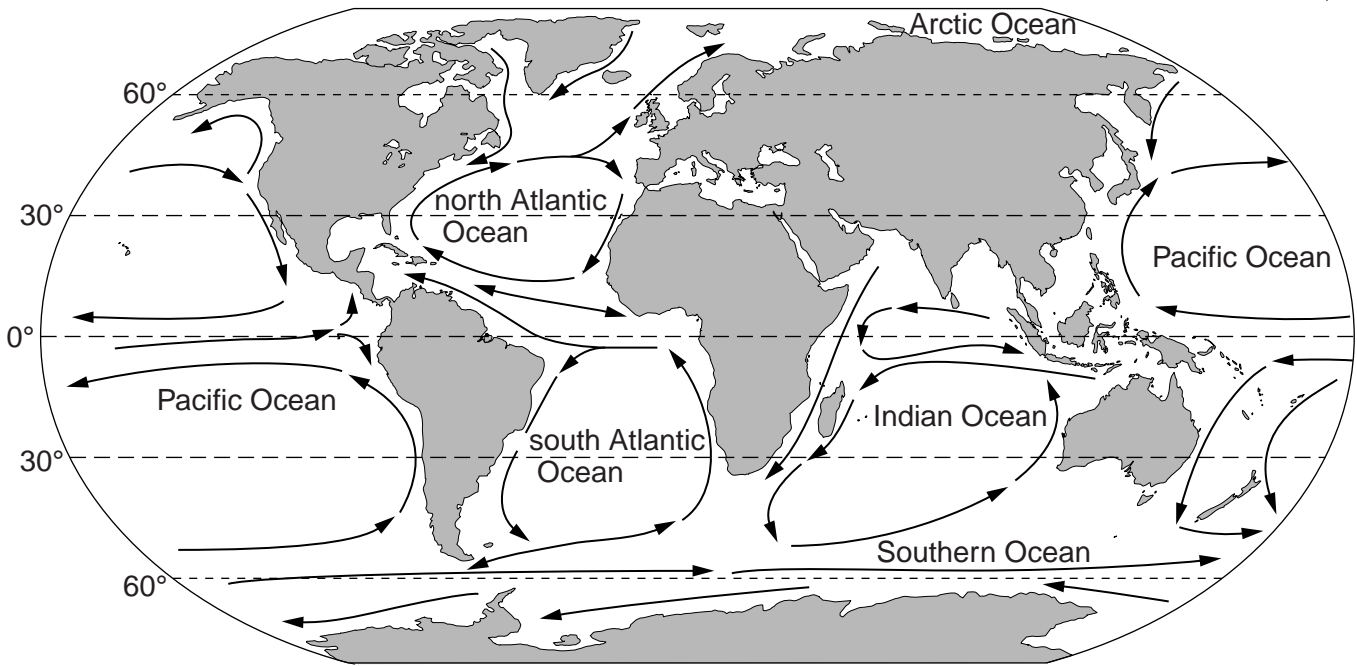 Arctic Ocean
60°
north Atlantic
Ocean
30°
Pacific Ocean
0°
Pacific Ocean
Indian Ocean
south Atlantic
Ocean
30°
Southern Ocean
60°